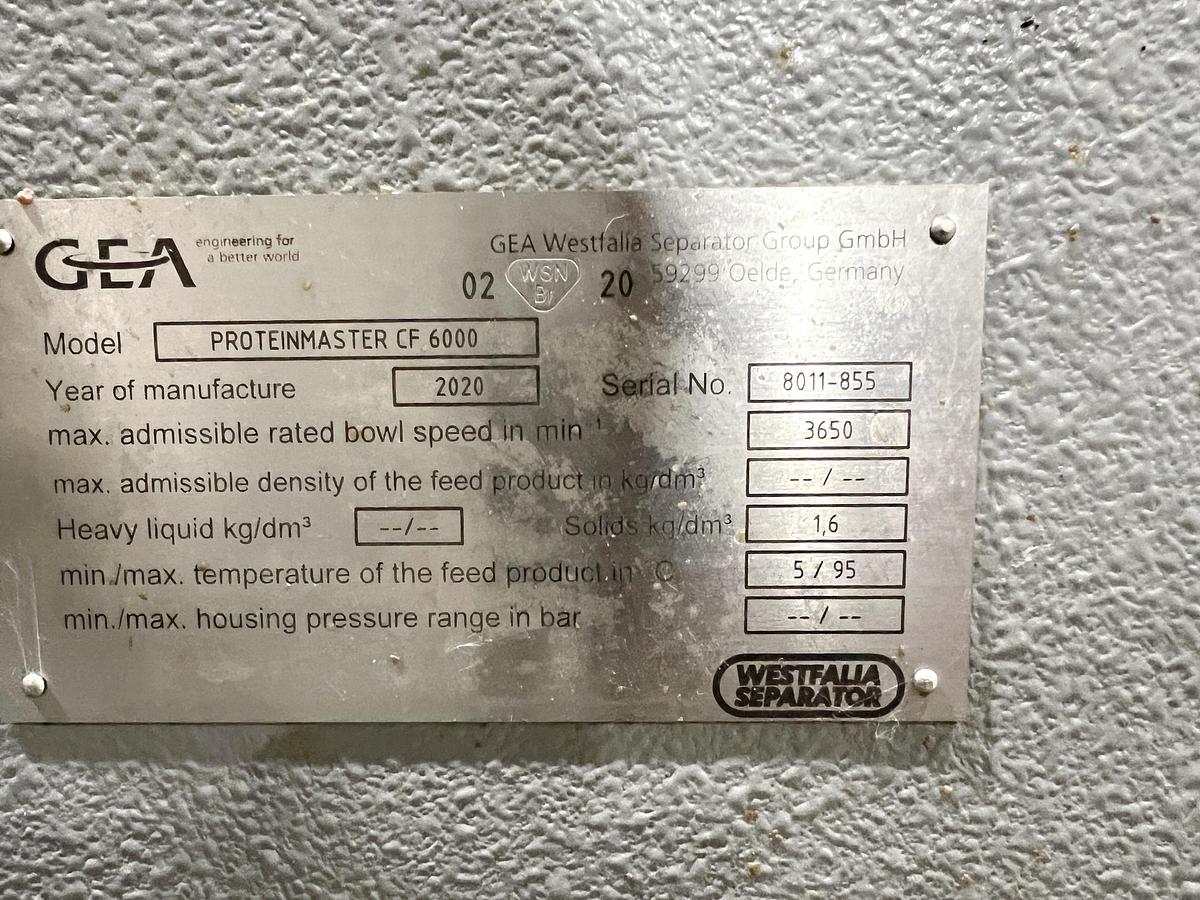 GEA engineering for
a better world
GEA Westfalia Separator Group GmbH
59299 Oelde, Germany
02 WSN 20
Br
Model PROTEINMASTER CF 6000
Year of manufacture 2020 Serial No. 8011-855
max. admissible rated bowl speed in min⁻¹ 3650
max. admissible density of the feed product in kg/dm³ -- / --
Heavy liquid kg/dm³ --/-- Solids kg/dm³ 1,6
min./max. temperature of the feed product in °C 5 / 95
min./max. housing pressure range in bar -- / --
WESTFALIA
SEPARATOR